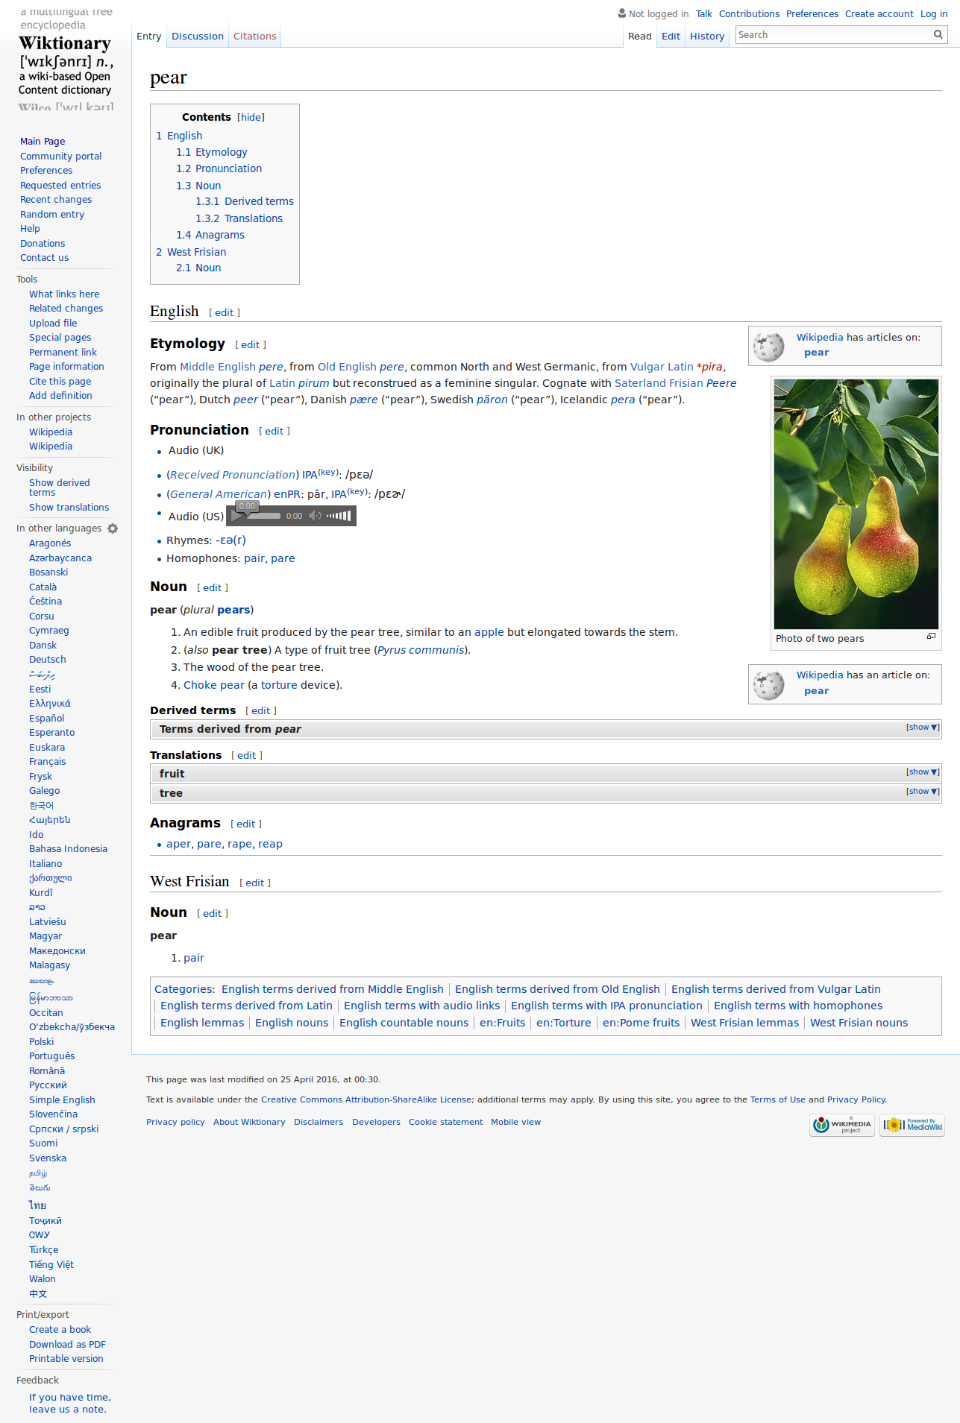 a multilingual free
encyclopedia
Wiktionary
['wɪkʃənrɪ] n.,
a wiki-based Open
Content dictionary
Not logged in Talk Contributions Preferences Create account Log in
Entry Discussion Citations Read Edit View History Search
Main Page
Community portal
Preferences
Requested entries
Recent changes
Random entry
Help
Donations
Contact us
Tools
What links here
Related changes
Upload file
Special pages
Permanent link
Page information
Cite this page
Add definition
In other projects
Wikipedia
Wikipedia
Visibility
Show derived
terms
Show translations
In other languages
Aragonés
Azərbaycanca
Bosanski
Català
Čeština
Corsu
Cymraeg
Dansk
Deutsch
Eesti
Ελληνικά
Español
Esperanto
Euskara
Français
Frysk
Galego
한국어
Հայերեն
Ido
Bahasa Indonesia
Italiano
ქართული
Kurdî
ລາວ
Latviešu
Magyar
Македонски
Malagasy
മലയാളം
မြန်မာဘာသာ
Occitan
Oʻzbekcha/ўзбекча
Polski
Português
Română
Русский
Simple English
Slovenčina
Српски / srpski
Suomi
Svenska
தமிழ்
తెలుగు
ไทย
Тоҷикӣ
ᏣᎳᎩ
Türkçe
Tiếng Việt
Walon
中文
Print/export
Create a book
Download as PDF
Printable version
Feedback
If you have time,
leave us a note.
pear
Contents [hide]
1 English
1.1 Etymology
1.2 Pronunciation
1.3 Noun
1.3.1 Derived terms
1.3.2 Translations
1.4 Anagrams
2 West Frisian
2.1 Noun
English [ edit ]
Wikipedia has articles on:
pear
Etymology [ edit ]
From Middle English pere, from Old English pere, common North and West Germanic, from Vulgar Latin *pira,
originally the plural of Latin pirum but reconstrued as a feminine singular. Cognate with Saterland Frisian Peere
(“pear”), Dutch peer (“pear”), Danish pære (“pear”), Swedish päron (“pear”), Icelandic pera (“pear”).
Pronunciation [ edit ]
• Audio (UK)
• (Received Pronunciation) IPA(key): /pɛə/
• (General American) enPR: pâr, IPA(key): /pɛɚ/
• Audio (US) 0:00 0:00
• Rhymes: -ɛə(r)
• Homophones: pair, pare
Photo of two pears
Noun [ edit ]
pear (plural pears)
1. An edible fruit produced by the pear tree, similar to an apple but elongated towards the stem.
2. (also pear tree) A type of fruit tree (Pyrus communis).
3. The wood of the pear tree.
4. Choke pear (a torture device).
Wikipedia has an article on:
pear
Derived terms [ edit ]
Terms derived from pear [show ▼]
Translations [ edit ]
fruit [show ▼]
tree [show ▼]
Anagrams [ edit ]
• aper, pare, rape, reap
West Frisian [ edit ]
Noun [ edit ]
pear
1. pair
Categories: English terms derived from Middle English | English terms derived from Old English | English terms derived from Vulgar Latin
| English terms derived from Latin | English terms with audio links | English terms with IPA pronunciation | English terms with homophones
| English lemmas | English nouns | English countable nouns | en:Fruits | en:Torture | en:Pome fruits | West Frisian lemmas | West Frisian nouns
This page was last modified on 25 April 2016, at 00:30.
Text is available under the Creative Commons Attribution-ShareAlike License; additional terms may apply. By using this site, you agree to the Terms of Use and Privacy Policy.
Privacy policy About Wiktionary Disclaimers Developers Cookie statement Mobile view
WIKIMEDIA project
Powered By MediaWiki